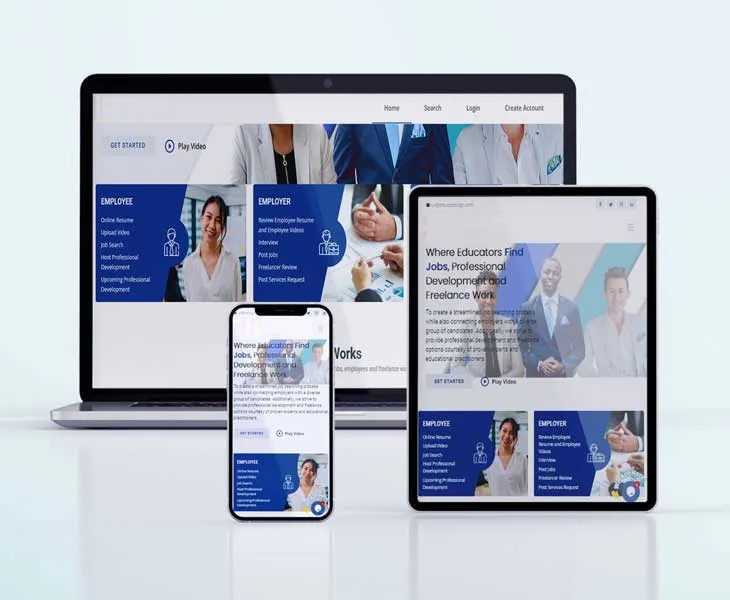 Home Search Login Create Account
GET STARTED Play Video
EMPLOYEE
Online Resume
Upload Video
Job Search
Host Professional
Development
Upcoming Professional
Development
EMPLOYER
Review Employee Resume
and Employee Videos
Interview
Post Jobs
Freelancer Review
Post Services Request
Works
employees and freelance
Where Educators Find
Jobs, Professional
Development and
Freelance Work
To create a streamlined job searching process
while also connecting employers with a diverse
group of candidates. Additionally, we strive to
provide professional development and freelance
options courtesy of proven experts and educational
practitioners.
GET STARTED Play Video
EMPLOYEE
Online Resume
Upload Video
Job Search
Host Professional
Development
Where Educators Find
Jobs, Professional
Development and
Freelance Work
To create a streamlined job searching process
while also connecting employers with a diverse
group of candidates. Additionally, we strive to
provide professional development and freelance
options courtesy of proven experts and
educational practitioners.
GET STARTED Play Video
EMPLOYEE
Online Resume
Upload Video
Job Search
Host Professional
Development
Upcoming Professional
Development
EMPLOYER
Review Employee
Resume and Employee
Videos
Interview
Post Jobs
Freelancer Review
Post Services Request